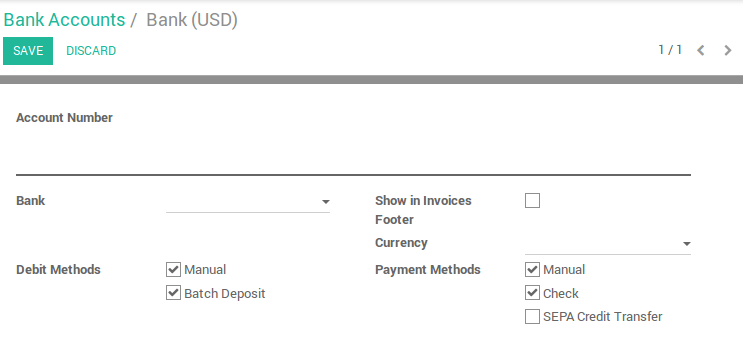 Bank Accounts / Bank (USD)
SAVE DISCARD 1 / 1
Account Number
Bank Show in Invoices
Footer
Currency
Debit Methods Manual Payment Methods Manual
Batch Deposit Check
SEPA Credit Transfer